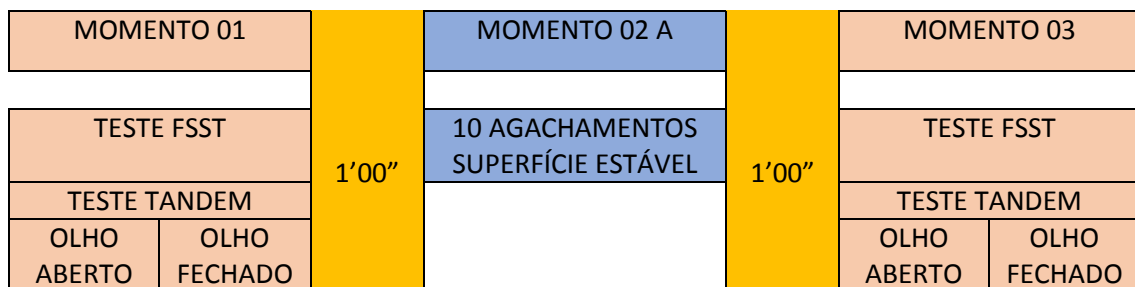 MOMENTO 01
MOMENTO 02 A
MOMENTO 03
TESTE FSST
1’00”
10 AGACHAMENTOS
SUPERFÍCIE ESTÁVEL
1’00”
TESTE FSST
TESTE TANDEM
TESTE TANDEM
OLHO
ABERTO
OLHO
FECHADO
OLHO
ABERTO
OLHO
FECHADO